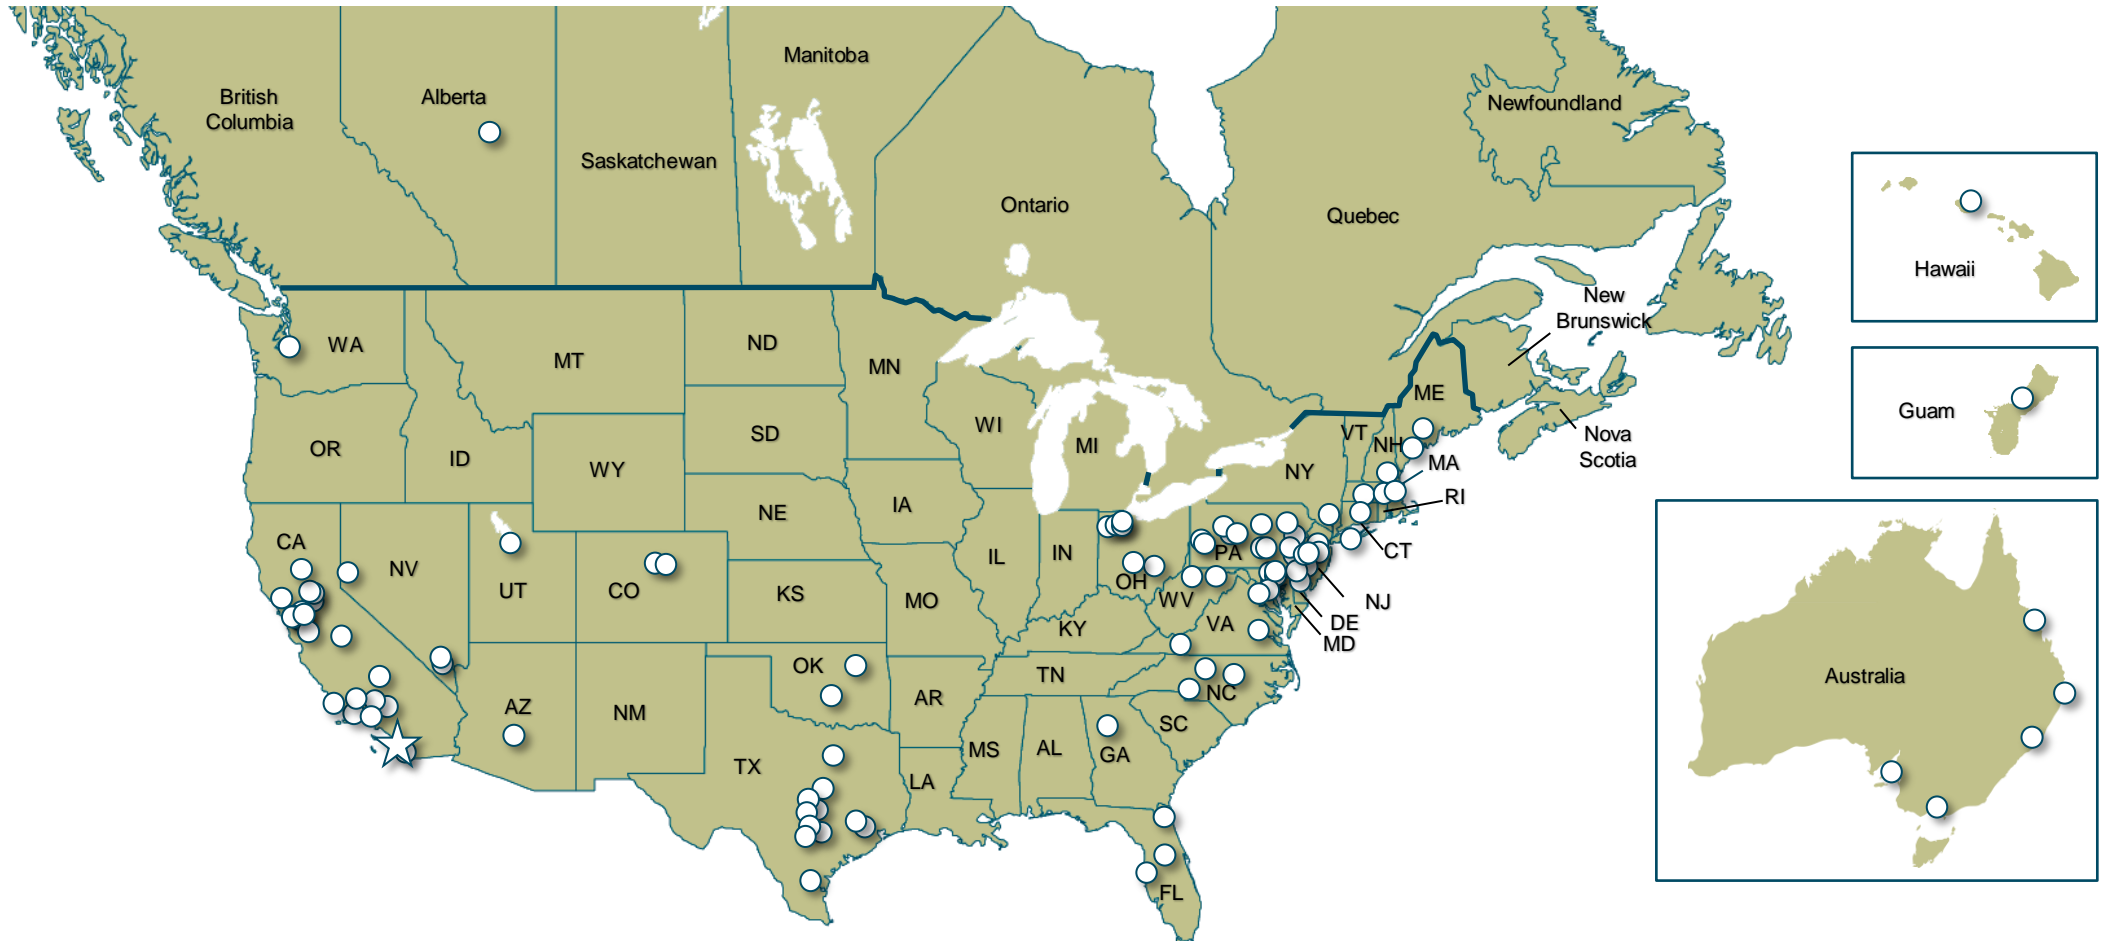 Manitoba
British
Columbia
Alberta
Newfoundland
Saskatchewan
Ontario
Quebec
Hawaii
New
Brunswick
WA
MT
ND
MN
ME
Guam
OR
ID
WY
SD
WI
MI
VT
NH
NY
Nova
Scotia
MA
RI
CA
NV
UT
CO
NE
IA
IL
IN
OH
PA
CT
KS
MO
WV
NJ
KY
VA
DE
MD
OK
TN
NC
Australia
AZ
NM
AR
SC
TX
LA
MS
AL
GA
FL